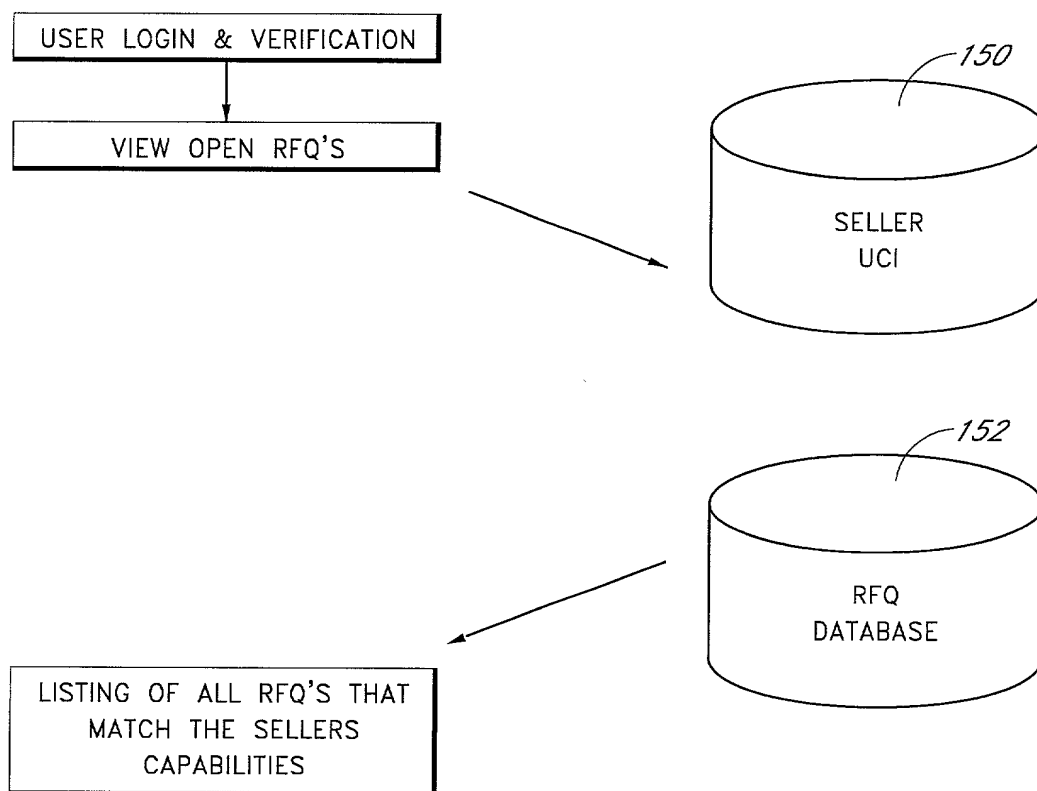 USER LOGIN & VERIFICATION
VIEW OPEN RFQ'S
150
SELLER
UCI
152
RFQ
DATABASE
LISTING OF ALL RFQ'S THAT
MATCH THE SELLERS
CAPABILITIES